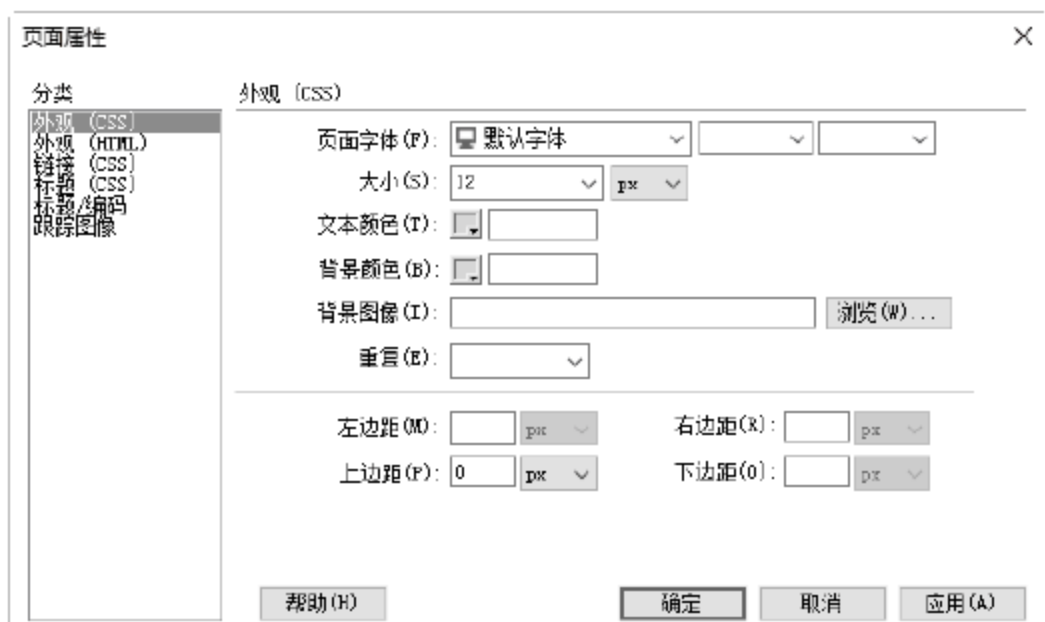 页面属性
分类
外观 (CSS)
外观 (HTML)
链接 (CSS)
标题 (CSS)
标题/编码
跟踪图像
外观 (CSS)
页面字体(F): 默认字体
大小(S): 12 px
文本颜色(T):
背景颜色(B):
背景图像(I): 浏览(W)...
重复(E):
左边距(M): px 右边距(R): px
上边距(P): 0 px 下边距(O): px
帮助(H) 确定 取消 应用(A)